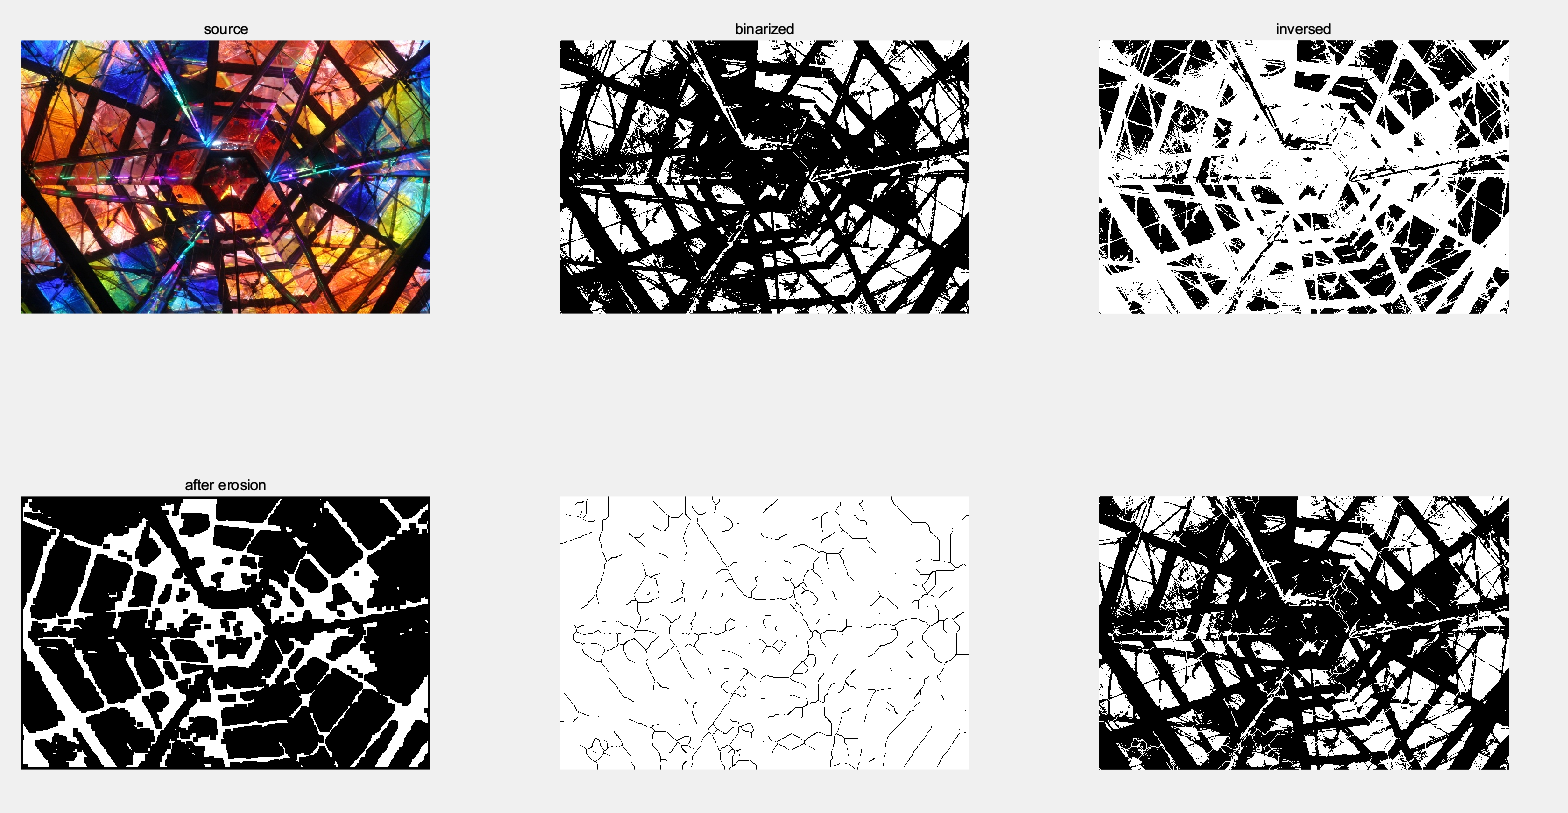 source
binarized
inversed
after erosion